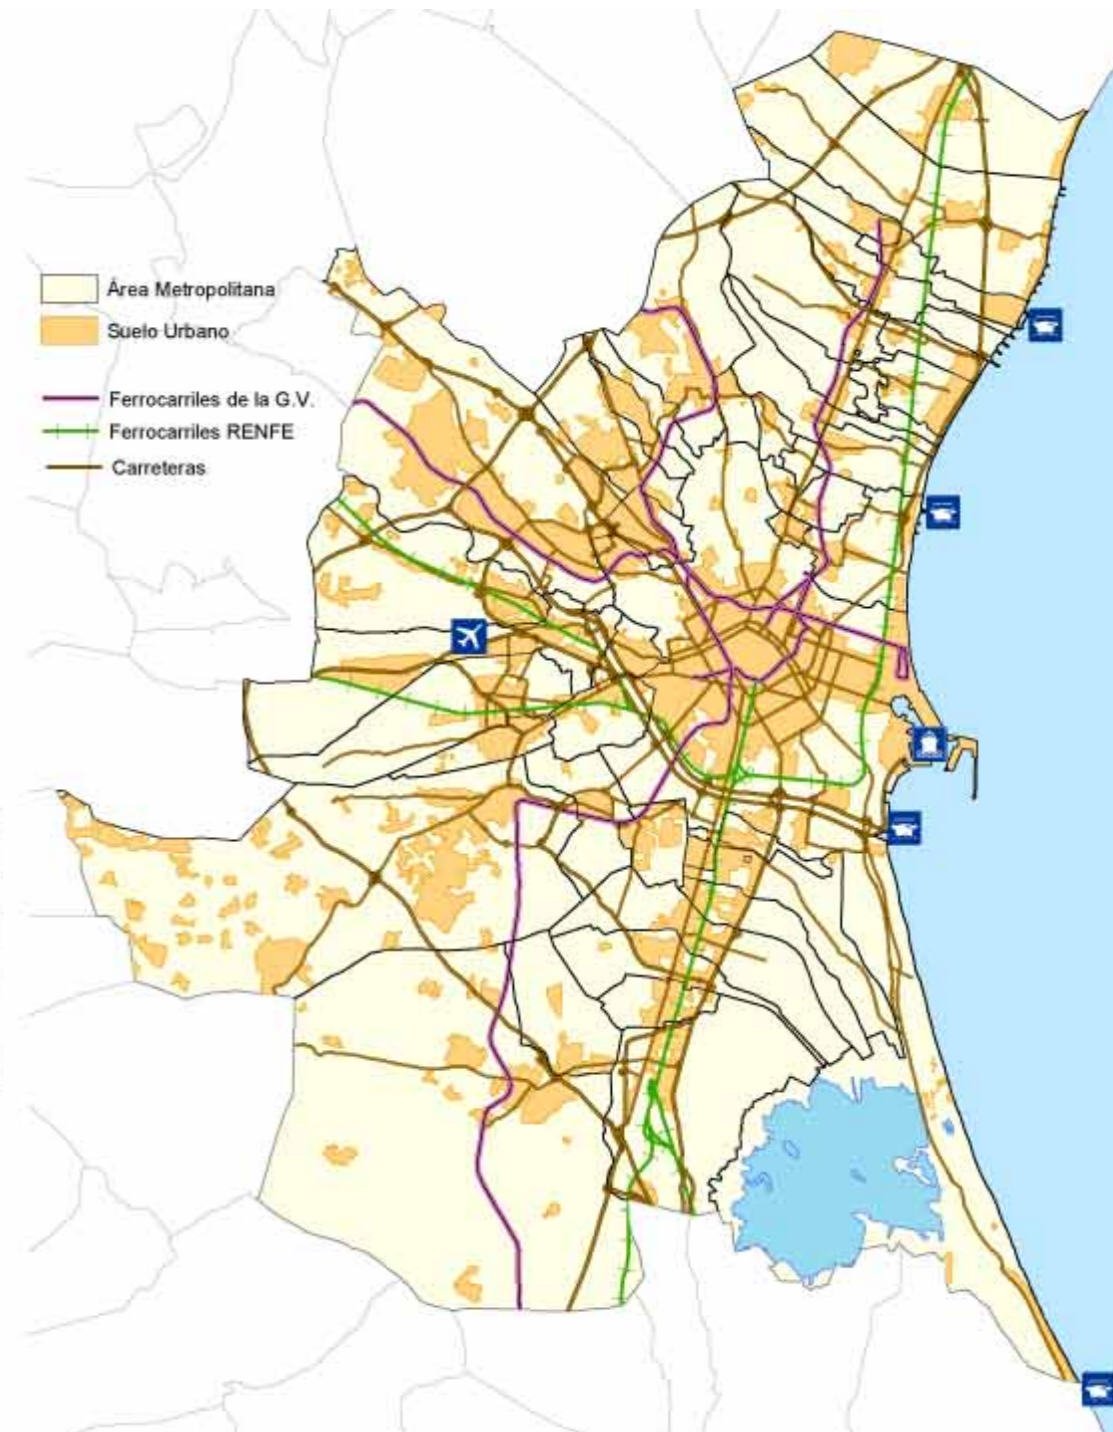 Área Metropolitana
Suelo Urbano
Ferrocarriles de la G.V.
Ferrocarriles RENFE
Carreteras